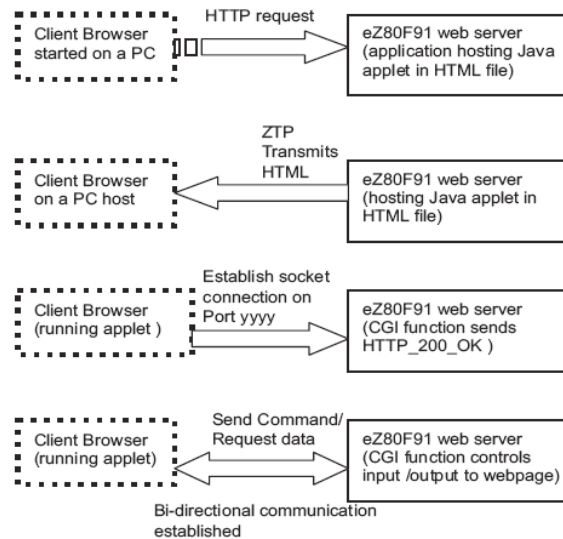 HTTP request
Client Browser
started on a PC
eZ80F91 web server
(application hosting Java
applet in HTML file)
ZTP
Transmits
HTML
Client Browser
on a PC host
eZ80F91 web server
(hosting Java applet in
HTML file)
Establish socket
connection on
Port yyyy
Client Browser
(running applet )
eZ80F91 web server
(CGI function sends
HTTP_200_OK )
Send Command/
Request data
Client Browser
(running applet)
eZ80F91 web server
(CGI function controls
input /output to webpage)
Bi-directional communication
established